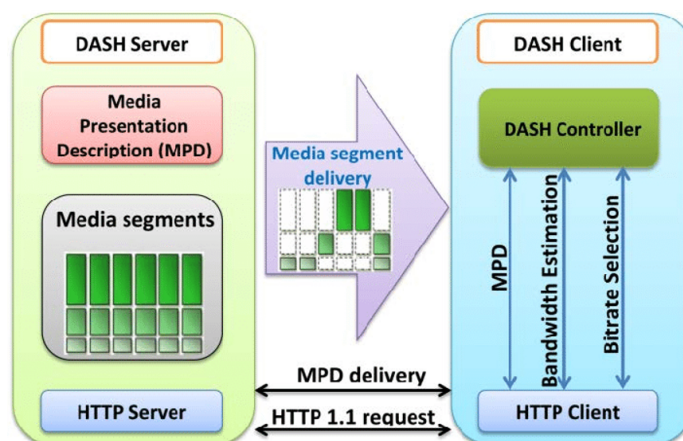 DASH Server
Media
Presentation
Description (MPD)
Media segments
HTTP Server
Media segment
delivery
MPD delivery
HTTP 1.1 request
DASH Client
DASH Controller
MPD
Bandwidth Estimation
Bitrate Selection
HTTP Client